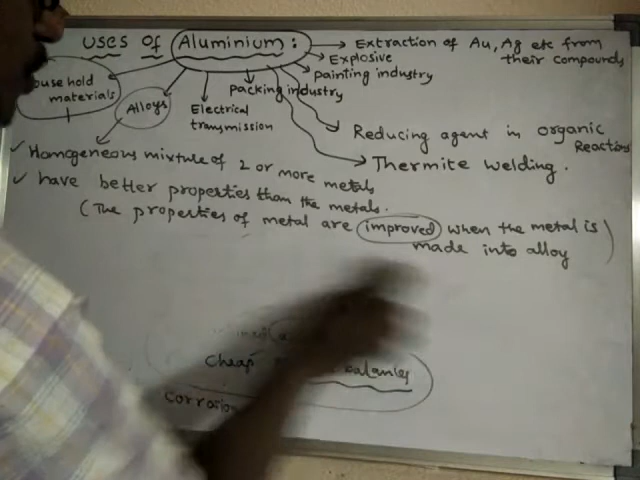 USES OF Aluminium: → Extraction of Au, Ag etc from
their compounds
Explosive
Painting industry
House hold
materials
Alloys
Packing industry
Electrical
transmission
Reducing agent in organic
Reactions
Thermite welding.
✓ Homogeneous mixture of 2 or more metals
✓ have better properties than the metals.
(The properties of metal are improved when the metal is
made into alloy)
cheap
balances